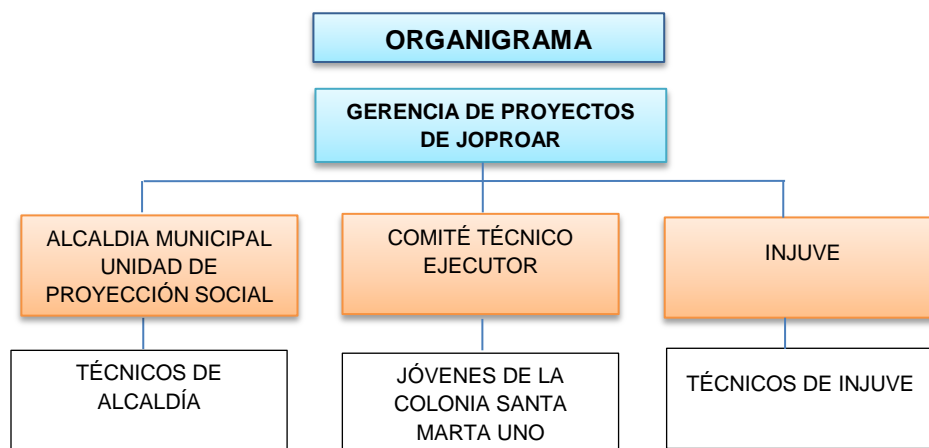 ORGANIGRAMA
GERENCIA DE PROYECTOS
DE JOPROAR
ALCALDIA MUNICIPAL
UNIDAD DE
PROYECCIÓN SOCIAL
COMITÉ TÉCNICO
EJECUTOR
INJUVE
TÉCNICOS DE
ALCALDÍA
JÓVENES DE LA
COLONIA SANTA
MARTA UNO
TÉCNICOS DE INJUVE